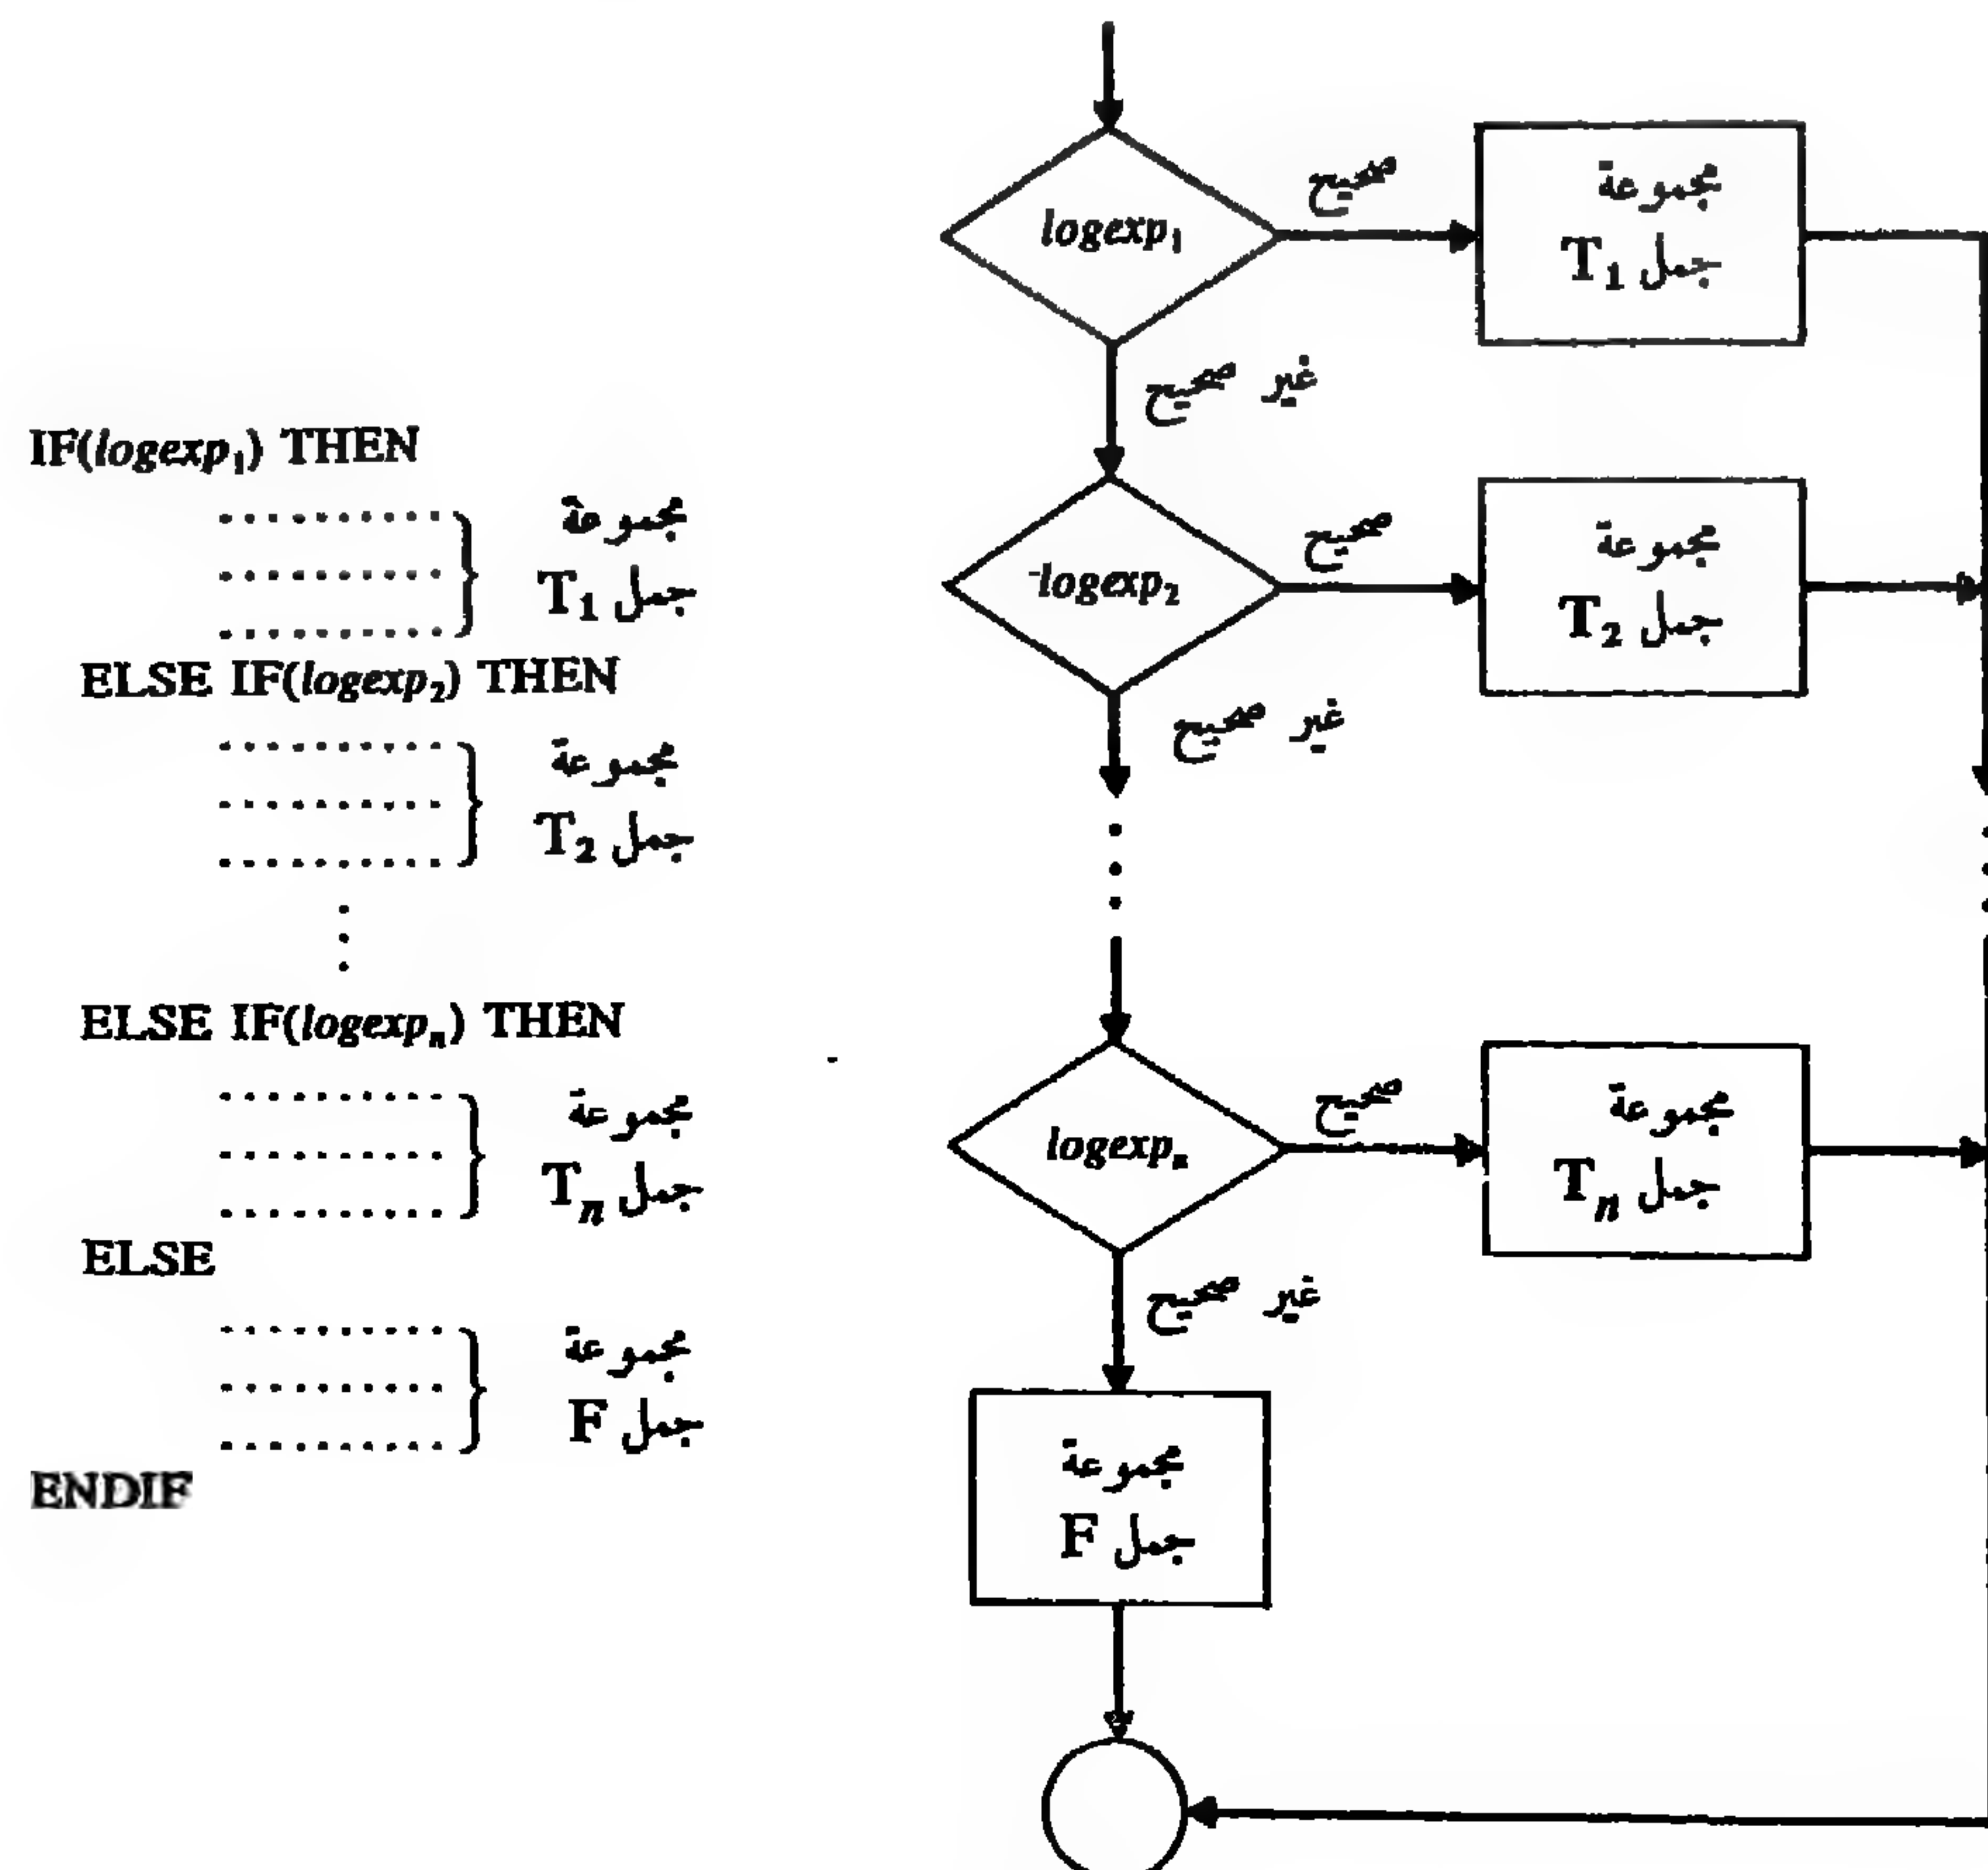 IF(logexp₁) THEN
..........
مجموعة
..........
جمل T₁
..........
ELSE IF(logexp₂) THEN
..........
مجموعة
..........
جمل T₂
..........
ELSE IF(logexpₙ) THEN
..........
مجموعة
..........
جمل Tₙ
..........
ELSE
..........
مجموعة
..........
جمل F
..........
ENDIF
logexp₁
صحيح
مجموعة
جمل T₁
غير صحيح
logexp₂
صحيح
مجموعة
جمل T₂
غير صحيح
logexpₙ
صحيح
مجموعة
جمل Tₙ
غير صحيح
مجموعة
جمل F